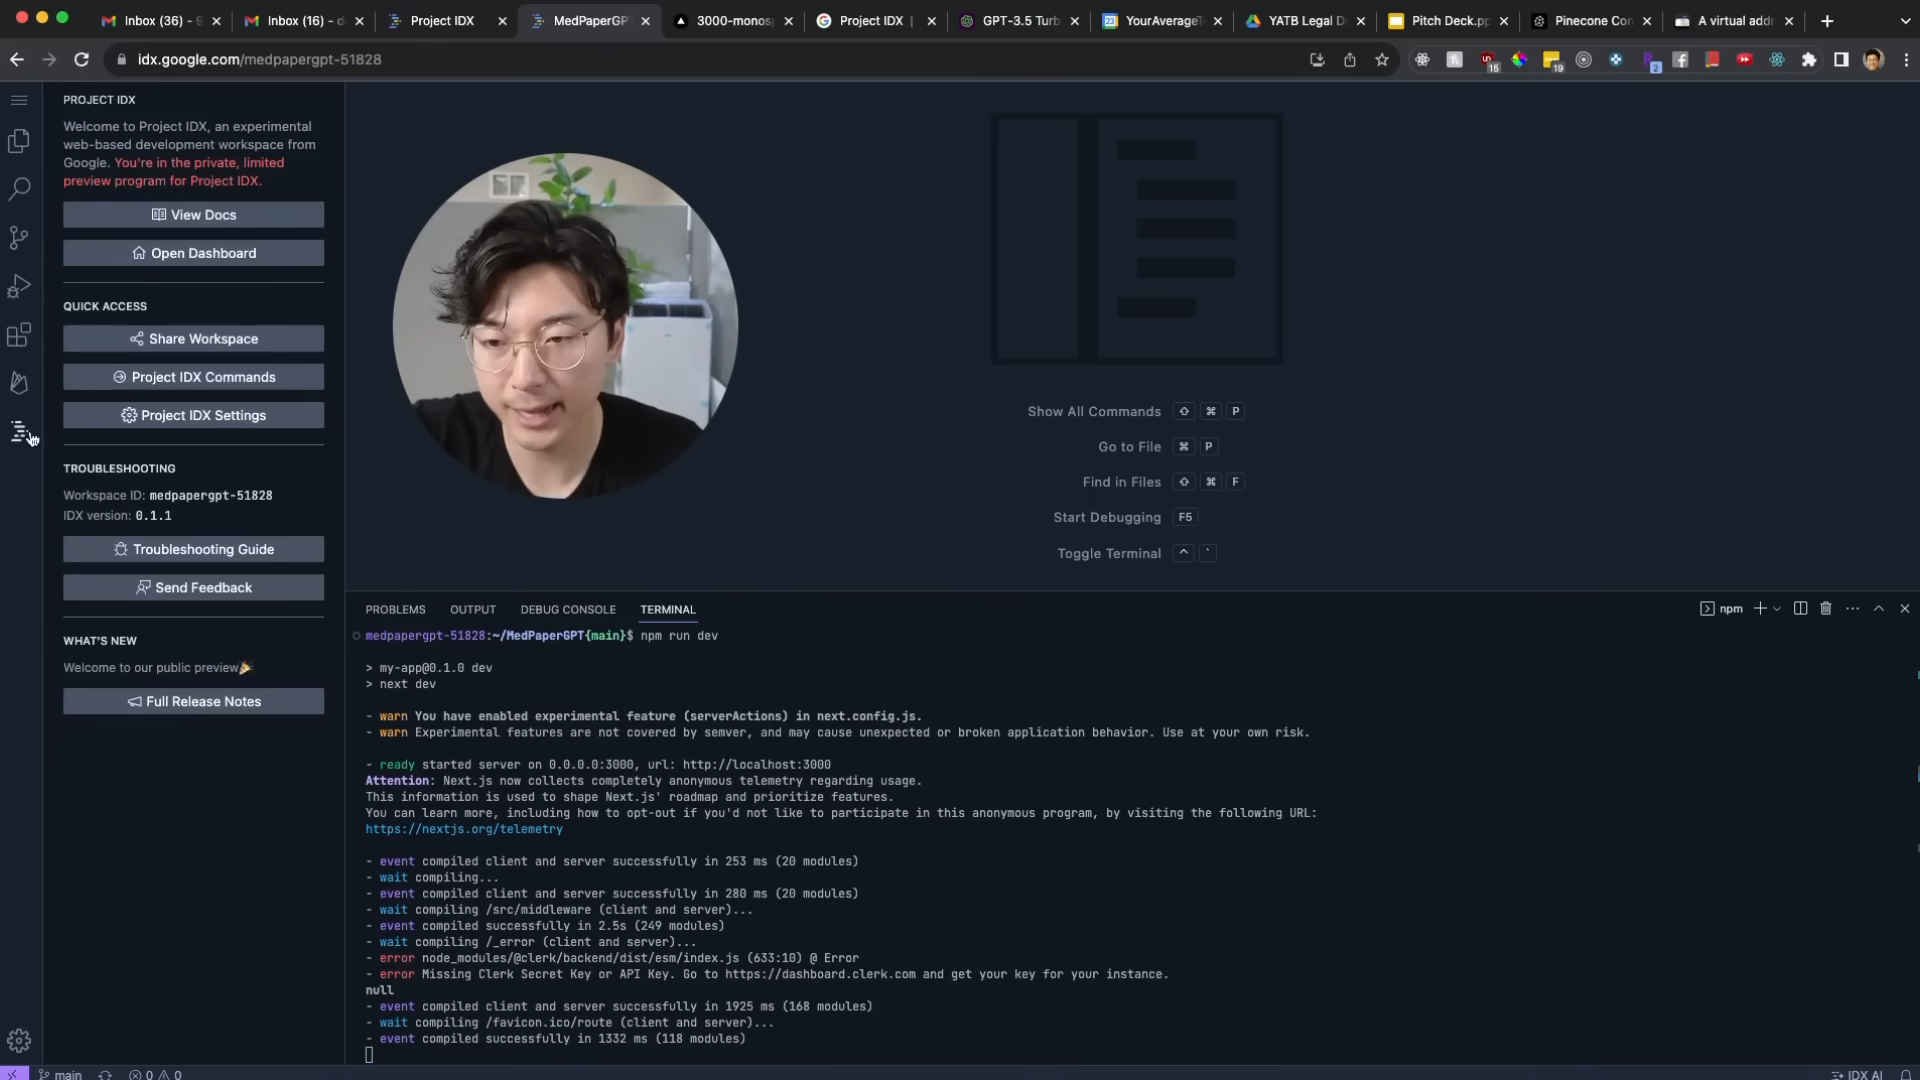 Inbox (36) - 9
Inbox (16) - d
Project IDX
MedPaperGP
3000-monos
Project IDX |
GPT-3.5 Turb
YourAverageT
YATB Legal D
Pitch Deck.pp
Pinecone Con
A virtual add
idx.google.com/medpapergpt-51828
15
19
2
PROJECT IDX
Welcome to Project IDX, an experimental
web-based development workspace from
Google. You're in the private, limited
preview program for Project IDX.
View Docs
Open Dashboard
QUICK ACCESS
Share Workspace
Project IDX Commands
Project IDX Settings
TROUBLESHOOTING
Workspace ID: medpapergpt-51828
IDX version: 0.1.1
Troubleshooting Guide
Send Feedback
WHAT'S NEW
Welcome to our public preview🎉
Full Release Notes
Show All Commands ⇧ ⌘ P
Go to File ⌘ P
Find in Files ⇧ ⌘ F
Start Debugging F5
Toggle Terminal ^ `
PROBLEMS OUTPUT DEBUG CONSOLE TERMINAL
npm
medpapergpt-51828:~/MedPaperGPT{main}$ npm run dev
> my-app@0.1.0 dev
> next dev
- warn You have enabled experimental feature (serverActions) in next.config.js.
- warn Experimental features are not covered by semver, and may cause unexpected or broken application behavior. Use at your own risk.
- ready started server on 0.0.0.0:3000, url: http://localhost:3000
Attention: Next.js now collects completely anonymous telemetry regarding usage.
This information is used to shape Next.js' roadmap and prioritize features.
You can learn more, including how to opt-out if you'd not like to participate in this anonymous program, by visiting the following URL:
https://nextjs.org/telemetry
- event compiled client and server successfully in 253 ms (20 modules)
- wait compiling...
- event compiled client and server successfully in 280 ms (20 modules)
- wait compiling /src/middleware (client and server)...
- event compiled successfully in 2.5s (249 modules)
- wait compiling /_error (client and server)...
- error node_modules/@clerk/backend/dist/esm/index.js (633:10) @ Error
- error Missing Clerk Secret Key or API Key. Go to https://dashboard.clerk.com and get your key for your instance.
null
- event compiled client and server successfully in 1925 ms (168 modules)
- wait compiling /favicon.ico/route (client and server)...
- event compiled successfully in 1332 ms (118 modules)
main
0
0
IDX AI